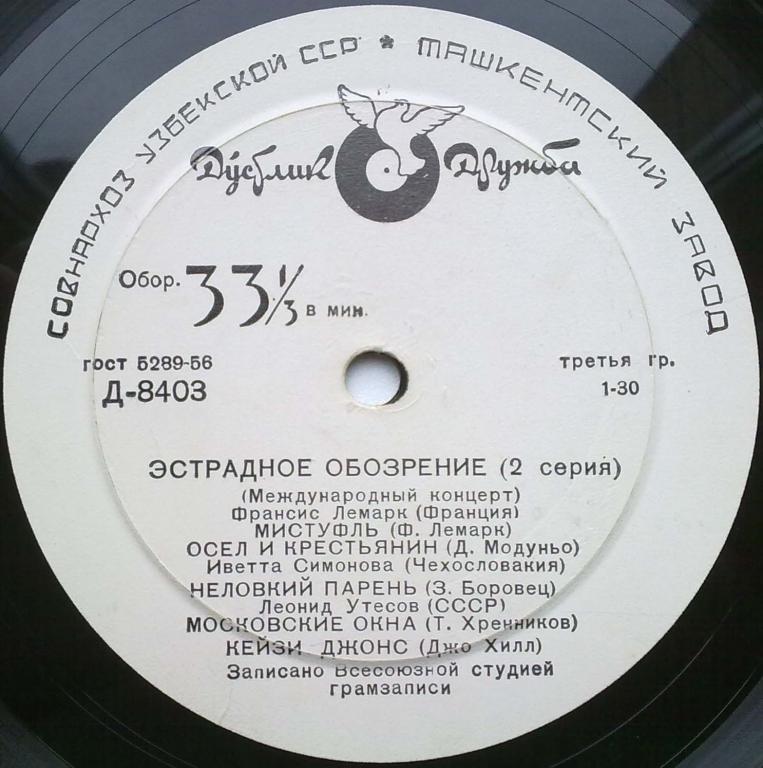 СОВНАРХОЗ УЗБЕКСКОЙ ССР * ТАШКЕНТСКИЙ ЗАВОД
Дўстлик Дружба
Обор. 33 1/3 в мин.
гост 5289-56 третья гр.
Д-8403 1-30
ЭСТРАДНОЕ ОБОЗРЕНИЕ (2 серия)
(Международный концерт)
Франсис Лемарк (Франция)
МИСТУФЛЬ (Ф. Лемарк)
ОСЕЛ И КРЕСТЬЯНИН (Д. Модуньо)
Иветта Симонова (Чехословакия)
НЕЛОВКИЙ ПАРЕНЬ (З. Боровец)
Леонид Утесов (СССР)
МОСКОВСКИЕ ОКНА (Т. Хренников)
КЕЙЗИ ДЖОНС (Джо Хилл)
Записано Всесоюзной студией
грамзаписи